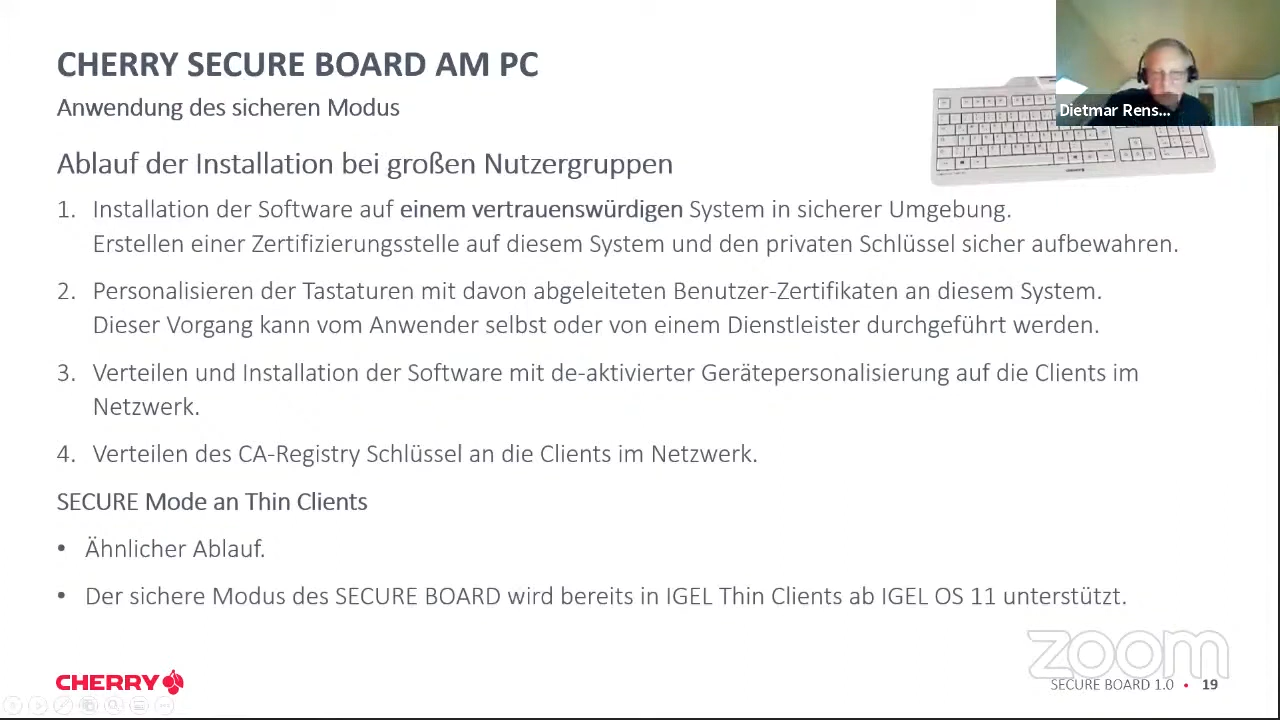 CHERRY SECURE BOARD AM PC
Anwendung des sicheren Modus
Dietmar Rens...
Ablauf der Installation bei großen Nutzergruppen
1. Installation der Software auf einem vertrauenswürdigen System in sicherer Umgebung.
Erstellen einer Zertifizierungsstelle auf diesem System und den privaten Schlüssel sicher aufbewahren.
2. Personalisieren der Tastaturen mit davon abgeleiteten Benutzer-Zertifikaten an diesem System.
Dieser Vorgang kann vom Anwender selbst oder von einem Dienstleister durchgeführt werden.
3. Verteilen und Installation der Software mit de-aktivierter Gerätepersonalisierung auf die Clients im
Netzwerk.
4. Verteilen des CA-Registry Schlüssel an die Clients im Netzwerk.
SECURE Mode an Thin Clients
• Ähnlicher Ablauf.
• Der sichere Modus des SECURE BOARD wird bereits in IGEL Thin Clients ab IGEL OS 11 unterstützt.
zoom
CHERRY
SECURE BOARD 1.0 • 19